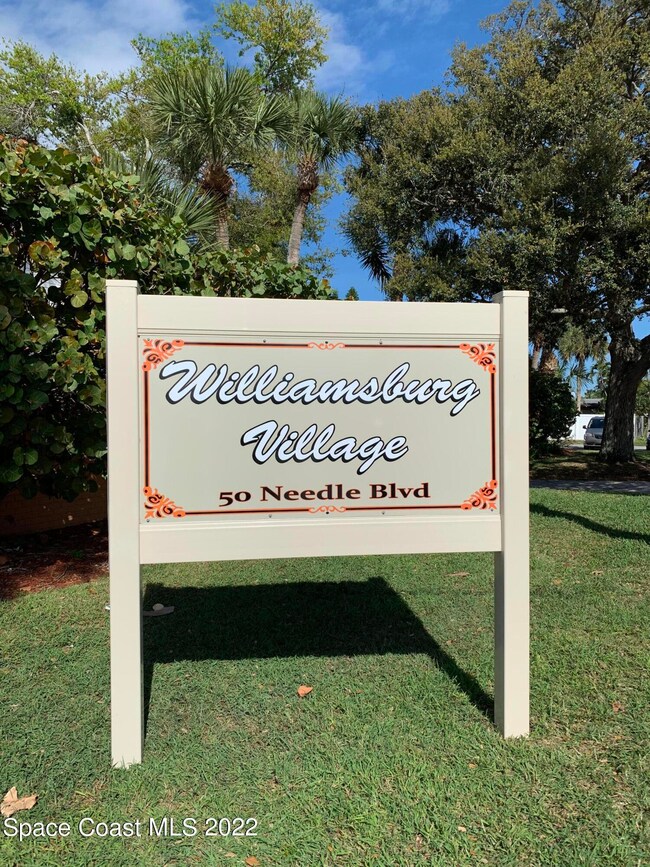 Williamsburg
Village
50 Needle Blvd
Space Coast MLS 2022